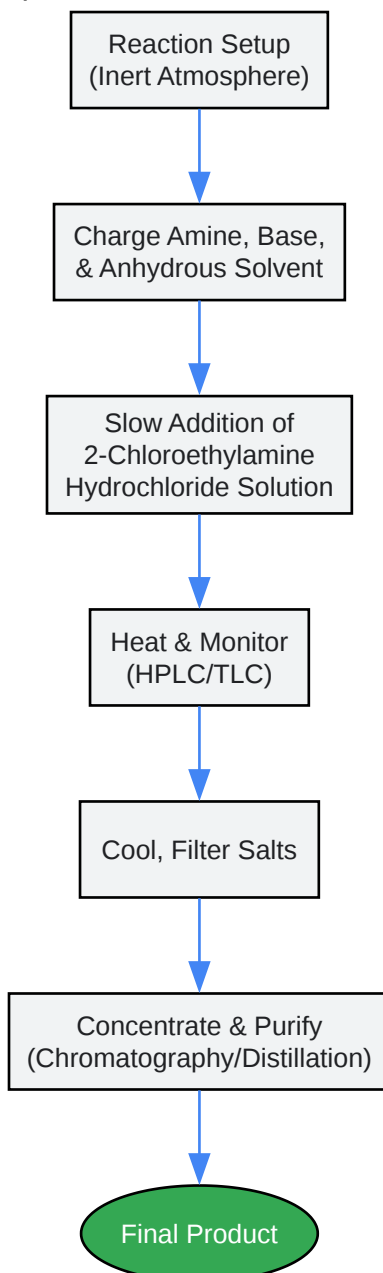 Reaction Setup
(Inert Atmosphere)
Charge Amine, Base,
& Anhydrous Solvent
Slow Addition of
2-Chloroethylamine
Hydrochloride Solution
Heat & Monitor
(HPLC/TLC)
Cool, Filter Salts
Concentrate & Purify
(Chromatography/Distillation)
Final Product